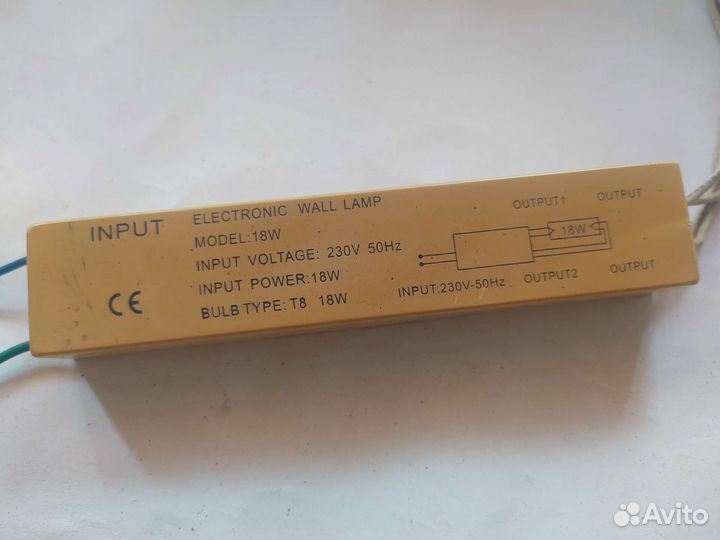 INPUT
ELECTRONIC WALL LAMP
MODEL:18W
INPUT VOLTAGE: 230V 50Hz
INPUT POWER:18W
BULB TYPE: T8 18W
CE
OUTPUT1
OUTPUT
18W
INPUT:230V-50Hz
OUTPUT2
OUTPUT
Avito